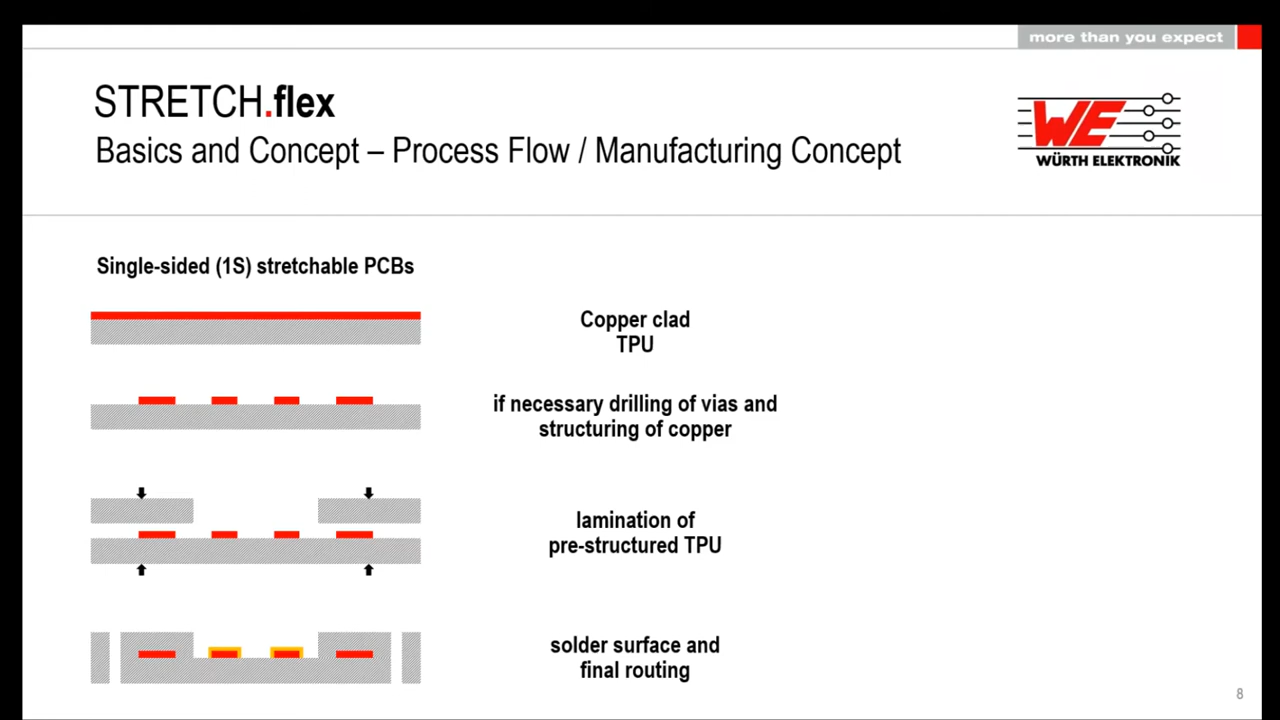 more than you expect
STRETCH.flex
Basics and Concept – Process Flow / Manufacturing Concept
WE
WÜRTH ELEKTRONIK
Single-sided (1S) stretchable PCBs
Copper clad
TPU
if necessary drilling of vias and
structuring of copper
lamination of
pre-structured TPU
solder surface and
final routing
8